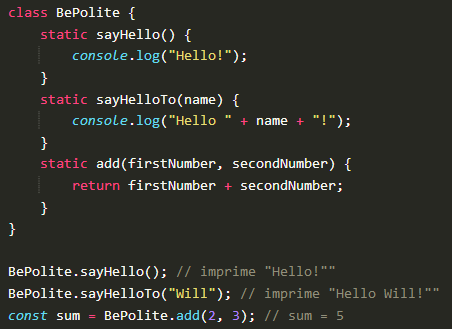 class BePolite {
    static sayHello() {
        console.log("Hello!");
    }
    static sayHelloTo(name) {
        console.log("Hello " + name + "!");
    }
    static add(firstNumber, secondNumber) {
        return firstNumber + secondNumber;
    }
}

BePolite.sayHello(); // imprime "Hello!""
BePolite.sayHelloTo("Will"); // imprime "Hello Will!""
const sum = BePolite.add(2, 3); // sum = 5